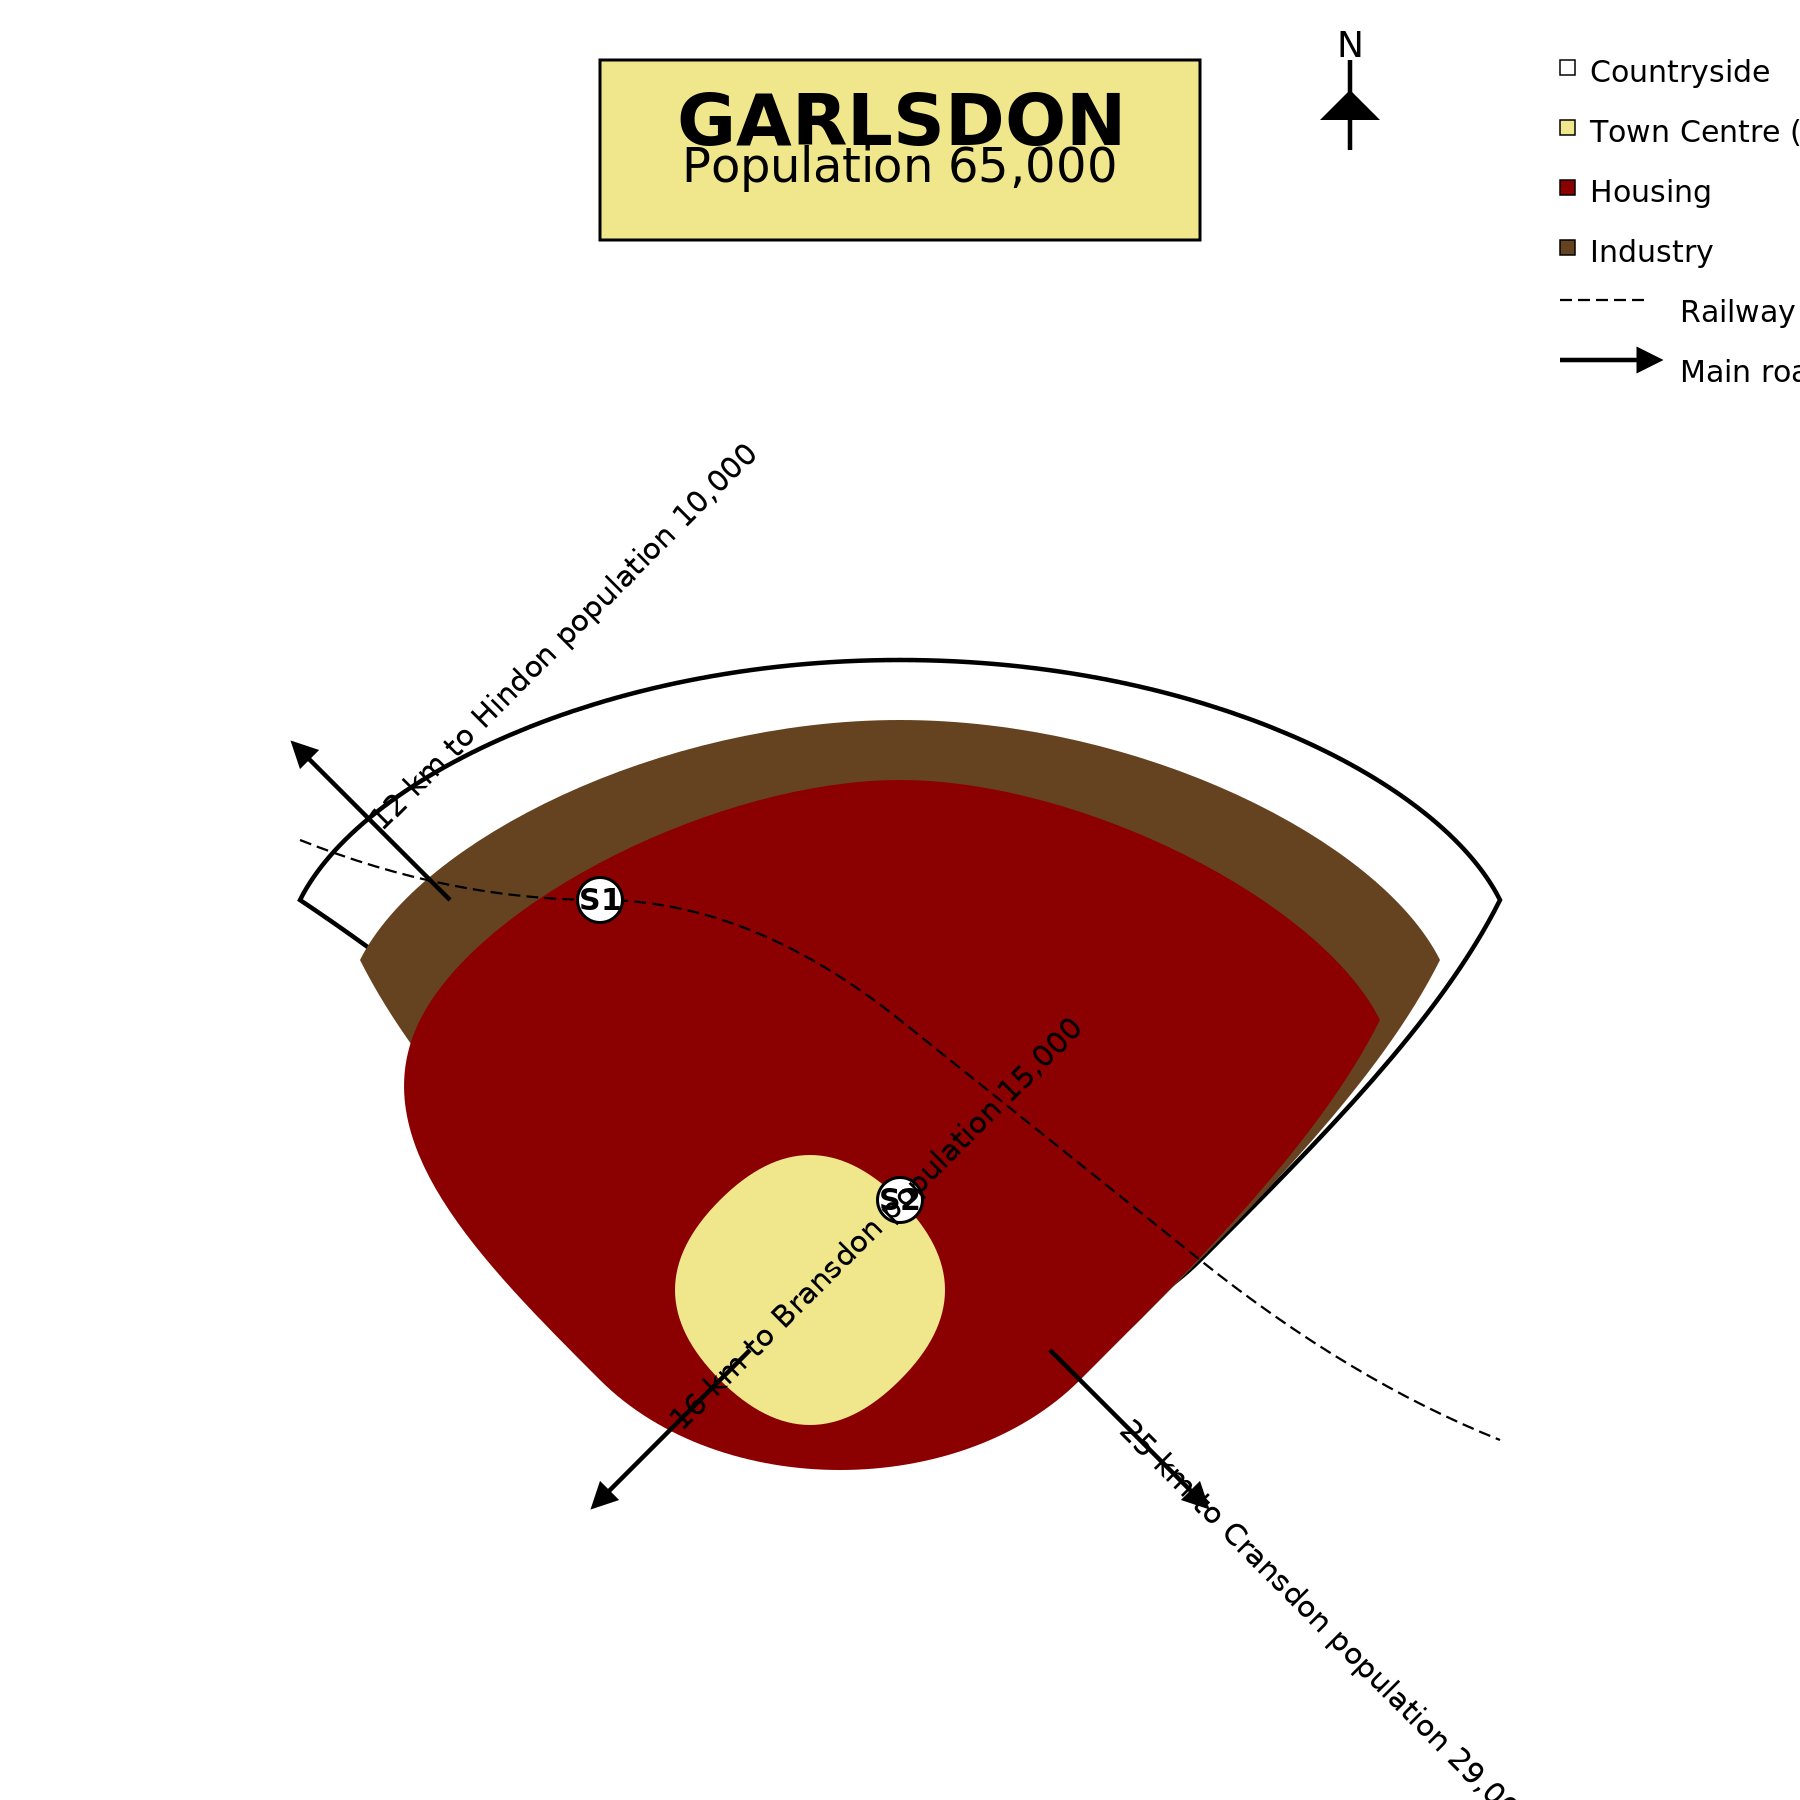 GARLSDON
Population 65,000
N
Countryside
Town Centre (
Housing
Industry
Railway
Main roa
12 km to Hindon population 10,000
S1
S2
16 km to Bransdon population 15,000
25 km to Cransdon population 29,00